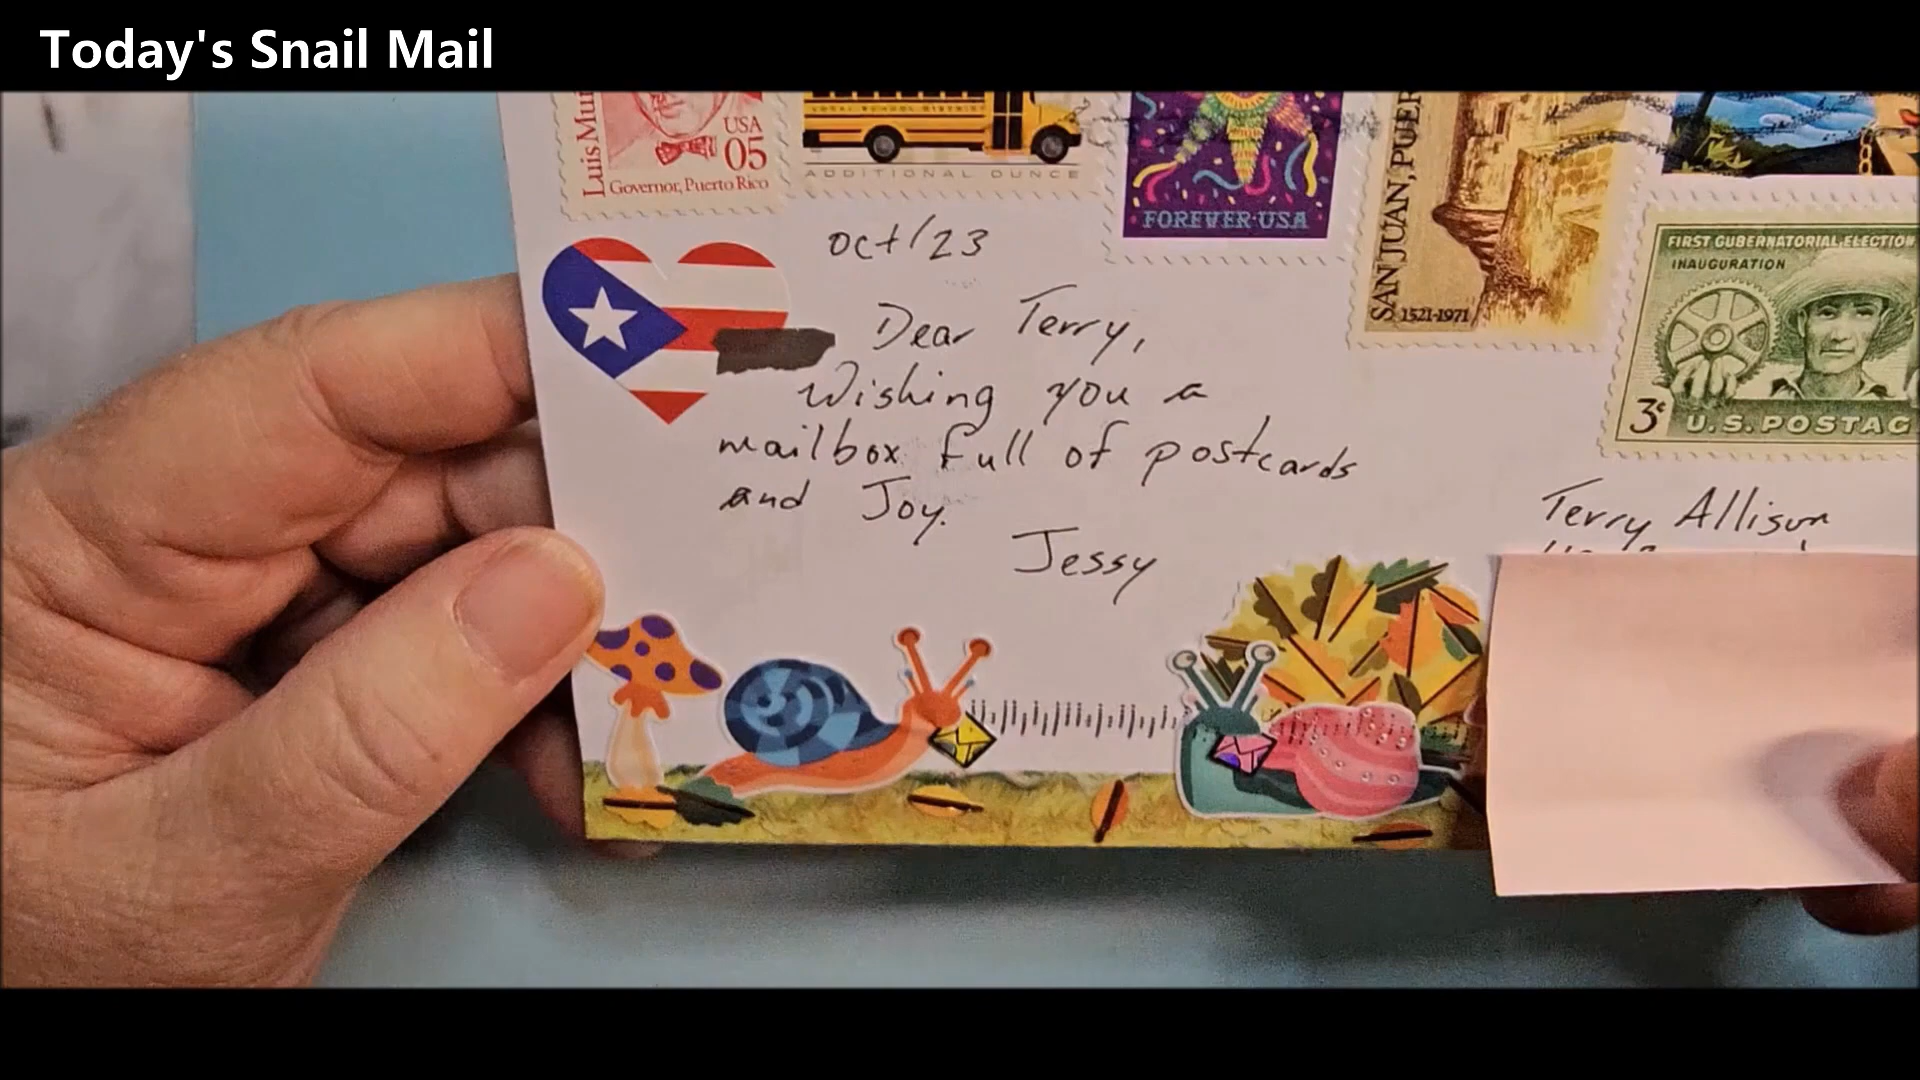 Today's Snail Mail
Luis Mu
USA
05
Governor, Puerto Rico
ADDITIONAL OUNCE
FOREVER USA
SAN JUAN, PUER
1521-1971
FIRST GUBERNATORIAL ELECTION
INAUGURATION
3¢
U.S. POSTAG
Oct/23
Dear Terry,
Wishing you a
mailbox full of postcards
and Joy.
Jessy
Terry Allison